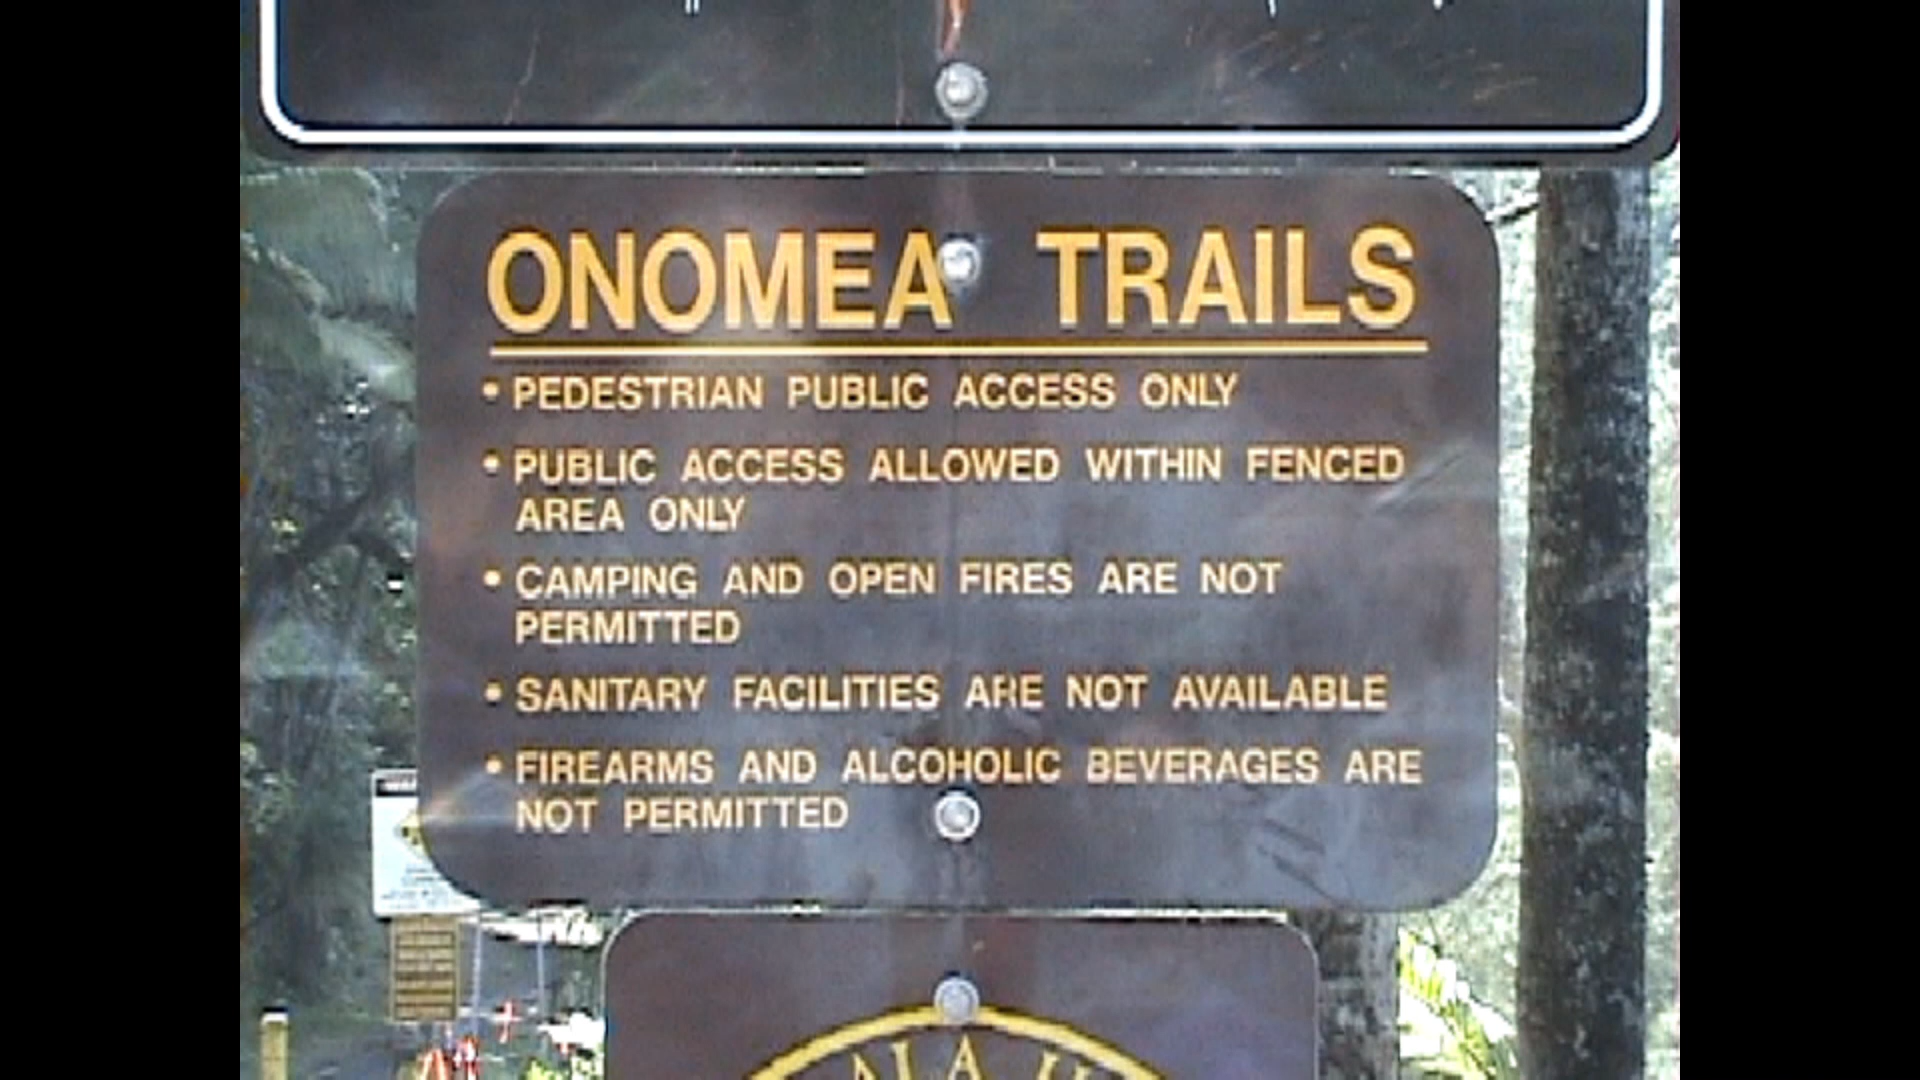 ONOMEA TRAILS
• PEDESTRIAN PUBLIC ACCESS ONLY
• PUBLIC ACCESS ALLOWED WITHIN FENCED
AREA ONLY
• CAMPING AND OPEN FIRES ARE NOT
PERMITTED
• SANITARY FACILITIES ARE NOT AVAILABLE
• FIREARMS AND ALCOHOLIC BEVERAGES ARE
NOT PERMITTED